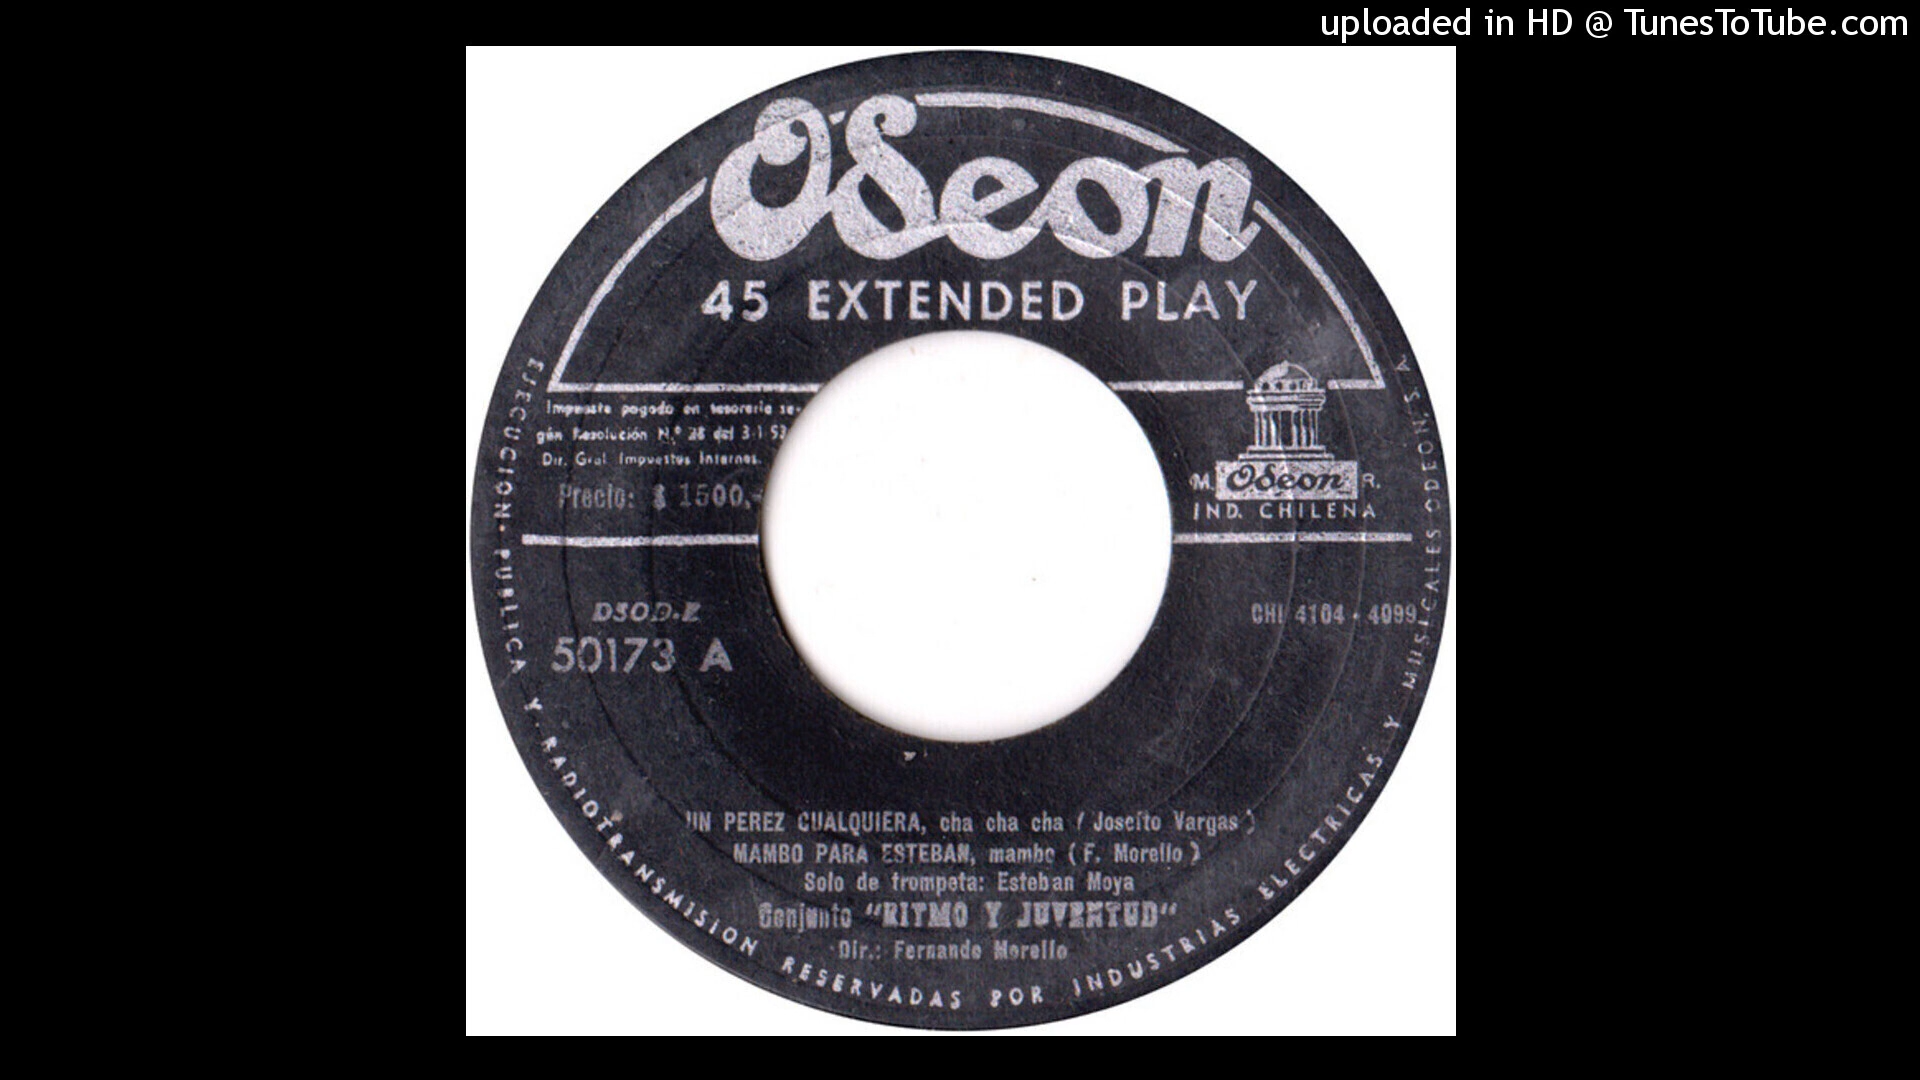 uploaded in HD @ TunesToTube.com
Odeon
45 EXTENDED PLAY
Impuesto pagado en tesoreria se-
gún Resolución N.º 28 del 3-1-53
Dir. Gral Impuestos Internos.
Precio: $ 1500,-
M. Odeon R.
IND. CHILENA
DSOD-E
50173 A
CHI 4104 - 4099
UN PEREZ CUALQUIERA, cha cha cha ( Joseíto Vargas )
MAMBO PARA ESTEBAN, mambo ( F. Morello )
Solo de trompeta: Esteban Moya
Conjunto "RITMO Y JUVENTUD"
Dir.: Fernando Morello
EJECUCION-PUBLICA Y RADIOTRANSMISION RESERVADAS POR INDUSTRIAS ELECTRICAS Y MUSICALES ODEON, S.A.